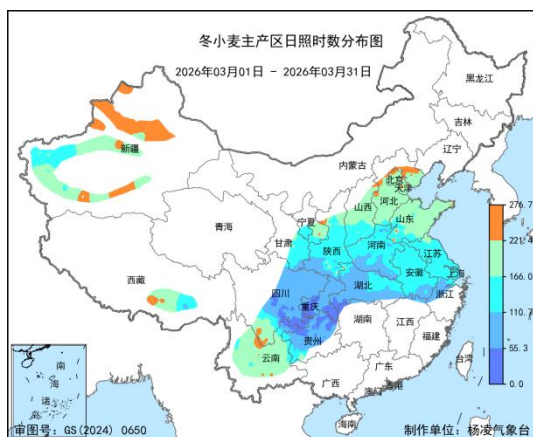 冬小麦主产区日照时数分布图
2026年03月01日 - 2026年03月31日
黑龙江
吉林
辽宁
新疆
内蒙古
北京
天津
河北
山西
山东
宁夏
青海
甘肃
陕西
河南
江苏
安徽
上海
西藏
四川
湖北
重庆
浙江
湖南
江西
贵州
福建
云南
台湾
广西
广东
香港
澳门
海南
276.7
221.4
166.0
110.7
55.3
0.0
南
海
诸
岛
审图号: GS(2024) 0650
制作单位: 杨凌气象台